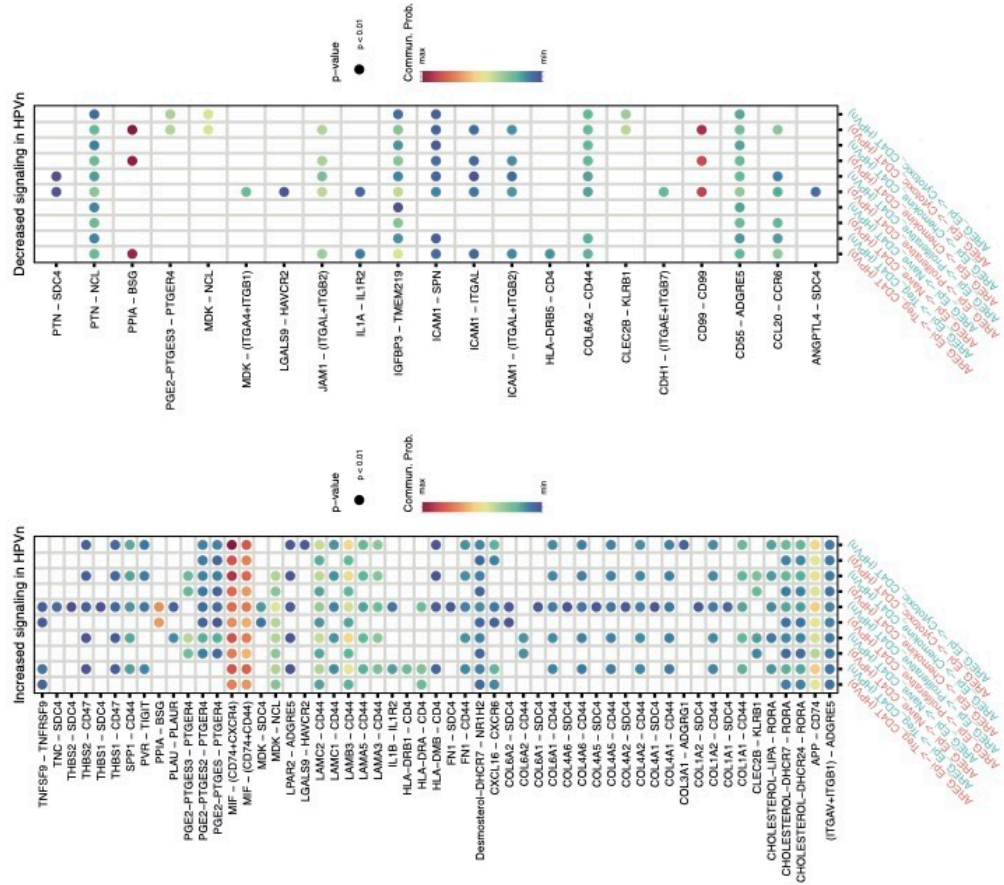 Decreased signaling in HPVn
PTN – SDC4
PTN – NCL
PPIA – BSG
PGE2–PTGES3 – PTGER4
MDK – NCL
MDK – (ITGA4+ITGB1)
LGALS9 – HAVCR2
JAM1 – (ITGAL+ITGB2)
IL1A – IL1R2
IGFBP3 – TMEM219
ICAM1 – SPN
ICAM1 – ITGAL
ICAM1 – (ITGAL+ITGB2)
HLA–DRB5 – CD4
COL6A2 – CD44
CLEC2B – KLRB1
CDH1 – (ITGAE+ITGB7)
CD99 – CD99
CD55 – ADGRE5
CCL20 – CCR6
ANGPTL4 – SDC4
p–value
p < 0.01
Commun. Prob.
max
min
Increased signaling in HPVn
TNFSF9 – TNFRSF9
TNC – SDC4
THBS2 – SDC4
THBS2 – CD47
THBS1 – SDC4
THBS1 – CD47
SPP1 – CD44
PVR – TIGIT
PPIA – BSG
PLAU – PLAUR
PGE2–PTGES3 – PTGER4
PGE2–PTGES2 – PTGER4
PGE2–PTGES – PTGER4
MIF – (CD74+CXCR4)
MIF – (CD74+CD44)
MDK – SDC4
MDK – NCL
LPAR2 – ADGRE5
LGALS9 – HAVCR2
LAMC2 – CD44
LAMC1 – CD44
LAMB3 – CD44
LAMA5 – CD44
LAMA3 – CD44
IL1B – IL1R2
HLA–DRB1 – CD4
HLA–DRA – CD4
HLA–DMB – CD4
FN1 – SDC4
FN1 – CD44
Desmosterol–DHCR7 – NR1H2
CXCL16 – CXCR6
COL6A2 – SDC4
COL6A2 – CD44
COL6A1 – SDC4
COL6A1 – CD44
COL4A6 – SDC4
COL4A6 – CD44
COL4A5 – SDC4
COL4A5 – CD44
COL4A2 – SDC4
COL4A2 – CD44
COL4A1 – SDC4
COL4A1 – CD44
COL3A1 – ADGRG1
COL1A2 – SDC4
COL1A2 – CD44
COL1A1 – SDC4
COL1A1 – CD44
CLEC2B – KLRB1
CHOLESTEROL–LIPA – RORA
CHOLESTEROL–DHCR7 – RORA
CHOLESTEROL–DHCR24 – RORA
APP – CD74
(ITGAV+ITGB1) – ADGRE5
p–value
p < 0.01
Commun. Prob.
max
min